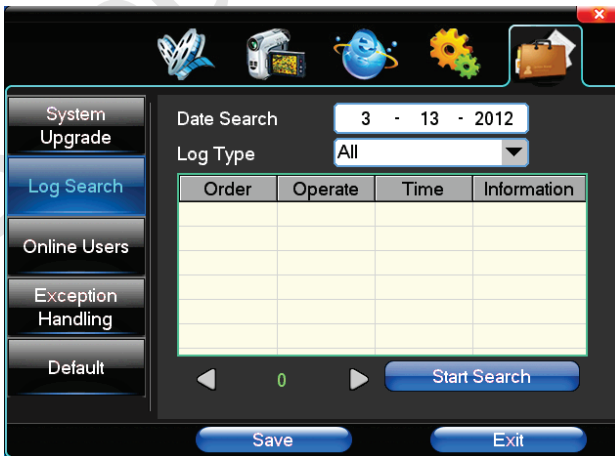 System
Upgrade
Log Search
Online Users
Exception
Handling
Default
Date Search 3 - 13 - 2012
Log Type All
Order Operate Time Information
0 Start Search
Save Exit